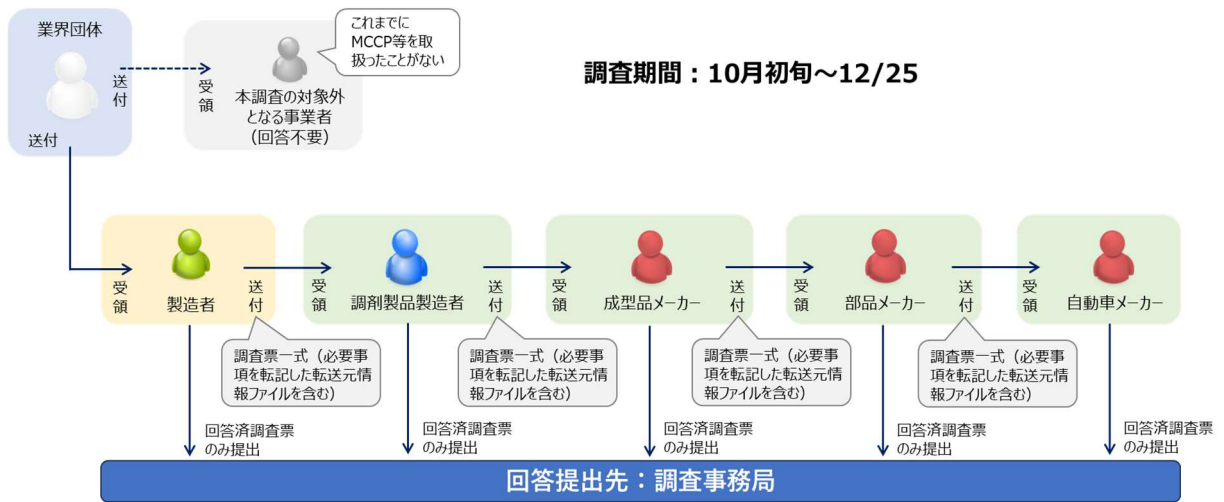 業界団体
送付
送付
受領
本調査の対象外
となる事業者
(回答不要)
これまでに
MCCP等を取
扱ったことがない
調査期間：10月初旬～12/25
受領
製造者
送付
受領
調剤製品製造者
送付
受領
成型品メーカー
送付
受領
部品メーカー
送付
受領
自動車メーカー
調査票一式（必要事
項を転記した転送元情
報ファイルを含む）
調査票一式（必要事
項を転記した転送元情
報ファイルを含む）
調査票一式（必要事
項を転記した転送元情
報ファイルを含む）
調査票一式（必要事
項を転記した転送元情
報ファイルを含む）
回答済調査票
のみ提出
回答済調査票
のみ提出
回答済調査票
のみ提出
回答済調査票
のみ提出
回答済調査票
のみ提出
回答提出先：調査事務局